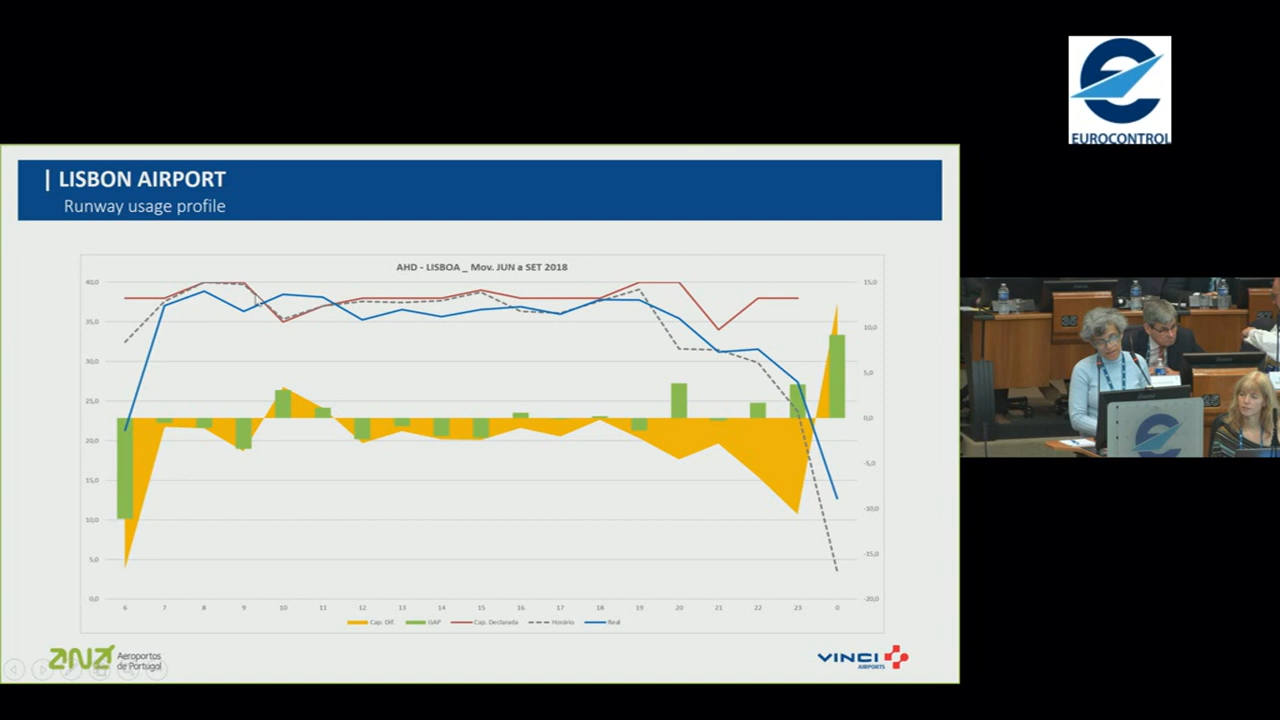 EUROCONTROL
| LISBON AIRPORT
Runway usage profile
AHD - LISBOA _ Mov. JUN a SET 2018
40,0
35,0
30,0
25,0
20,0
15,0
10,0
5,0
0,0
15,0
10,0
5,0
0,0
-5,0
-10,0
-15,0
-20,0
6 7 8 9 10 11 12 13 14 15 16 17 18 19 20 21 22 23 0
Cap. Dif. GAP Cap. Declarada Horário Real
ana Aeroportos
de Portugal
VINCI
AIRPORTS